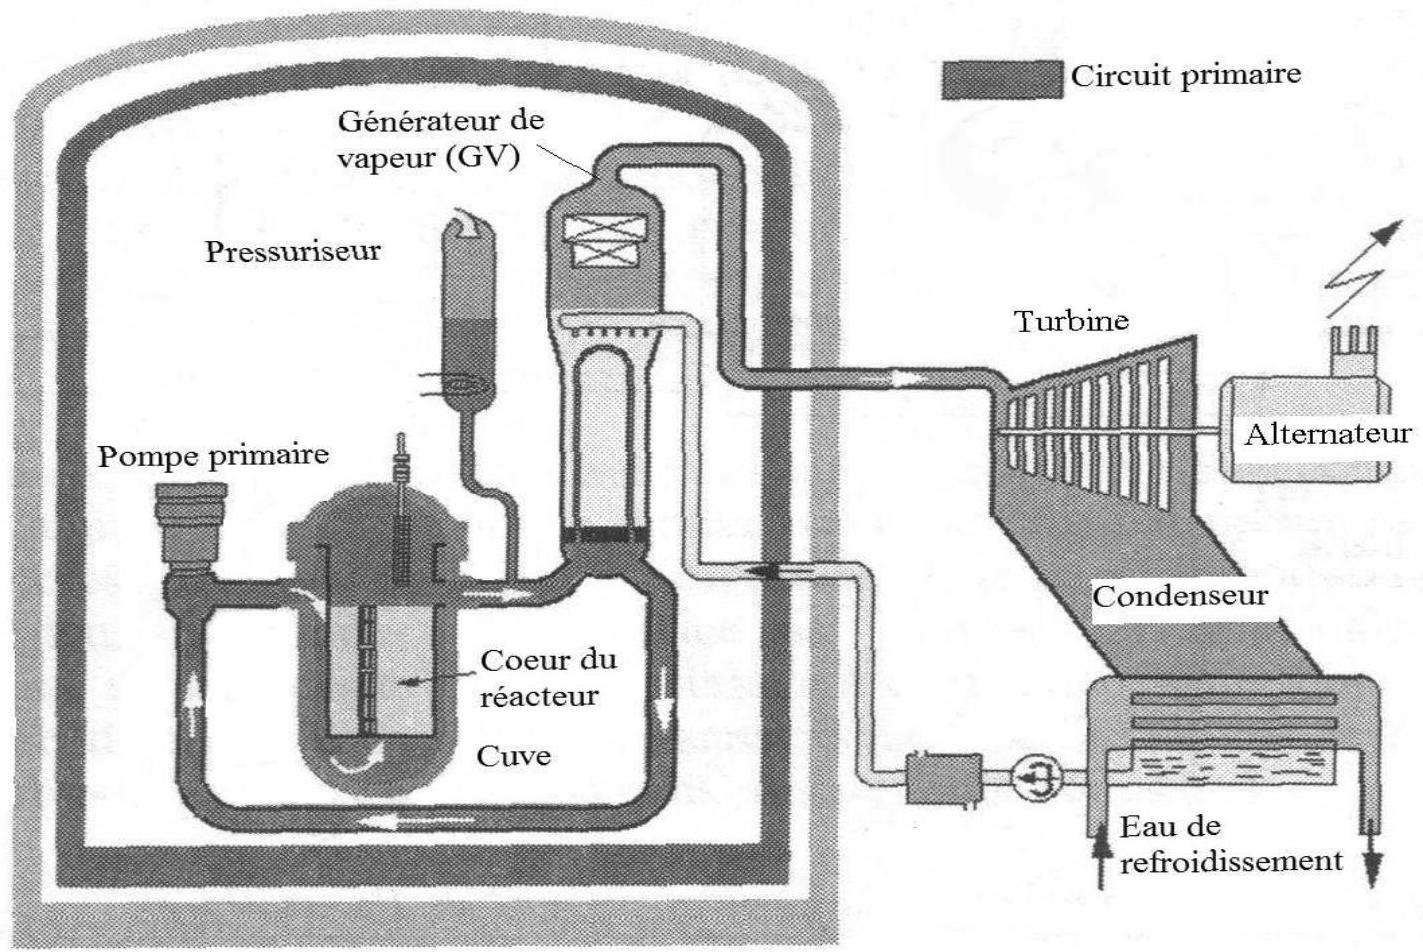 Circuit primaire
Générateur de
vapeur (GV)
Pressuriseur
Turbine
Alternateur
Pompe primaire
Condenseur
Coeur du
réacteur
Cuve
Eau de
refroidissement